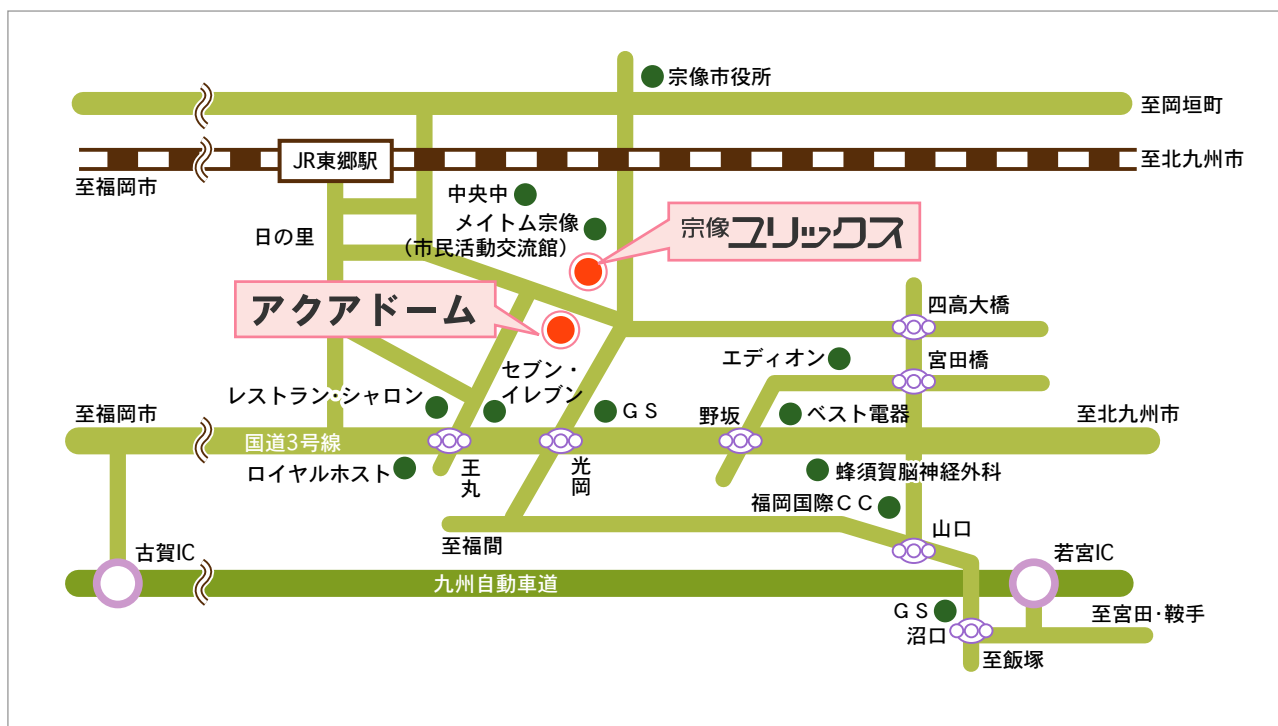 宗像市役所
至岡垣町
JR東郷駅
至北九州市
至福岡市
中央中
メイトム宗像
(市民活動交流館)
宗像ユリックス
日の里
アクアドーム
四高大橋
エディオン
宮田橋
セブン・
イレブン
レストラン・シャロン
至福岡市
GS
野坂
ベスト電器
至北九州市
国道3号線
ロイヤルホスト
王丸
光岡
蜂須賀脳神経外科
福岡国際CC
山口
至福間
古賀IC
若宮IC
九州自動車道
GS
沼口
至宮田・鞍手
至飯塚